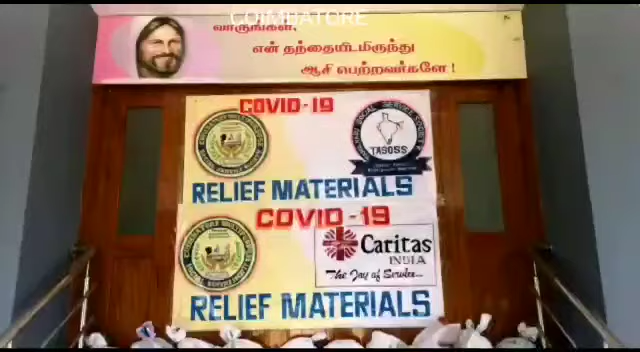 COIMBATORE
வாருங்கள்,
என் தந்தையிடமிருந்து
ஆசி பெற்றவர்களே !
COVID-19
TASOSS
RELIEF MATERIALS
COVID-19
Caritas
INDIA
The Joy of Service...
RELIEF MATERIALS